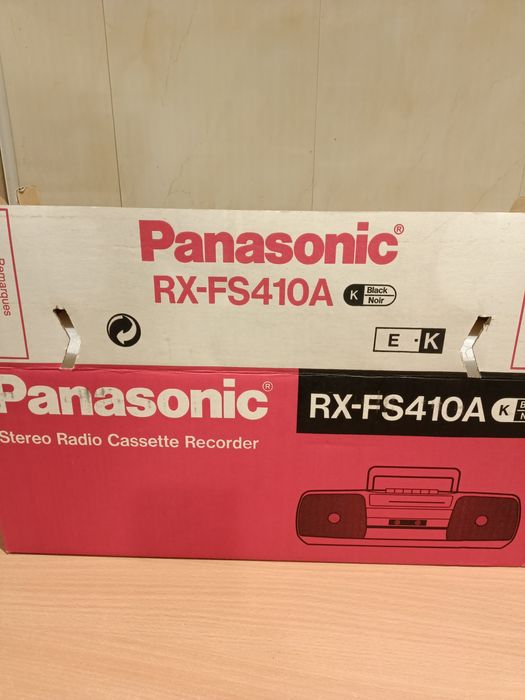 Panasonic®
RX-FS410A K Black
Noir
Remarques
E · K
Panasonic®
RX-FS410A K
Stereo Radio Cassette Recorder